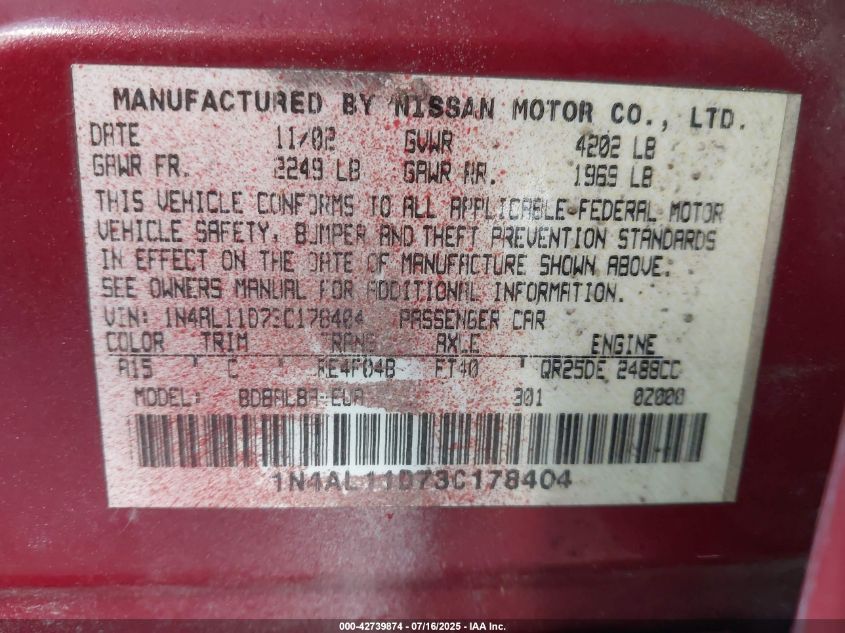 MANUFACTURED BY NISSAN MOTOR CO., LTD.
DATE 11/02 GVWR 4202 LB
GAWR FR. 2249 LB GAWR RR. 1969 LB
THIS VEHICLE CONFORMS TO ALL APPLICABLE FEDERAL MOTOR
VEHICLE SAFETY, BUMPER AND THEFT PREVENTION STANDARDS
IN EFFECT ON THE DATE OF MANUFACTURE SHOWN ABOVE.
SEE OWNERS MANUAL FOR ADDITIONAL INFORMATION.
VIN: 1N4AL11D73C178404 PASSENGER CAR
COLOR TRIM TRANS AXLE ENGINE
A15 C RE4F04B FT40 QR25DE 2488CC
MODEL: 301 0Z000
1N4AL11D73C178404
000-42739874 | 07/16/2025 - IAA Inc.